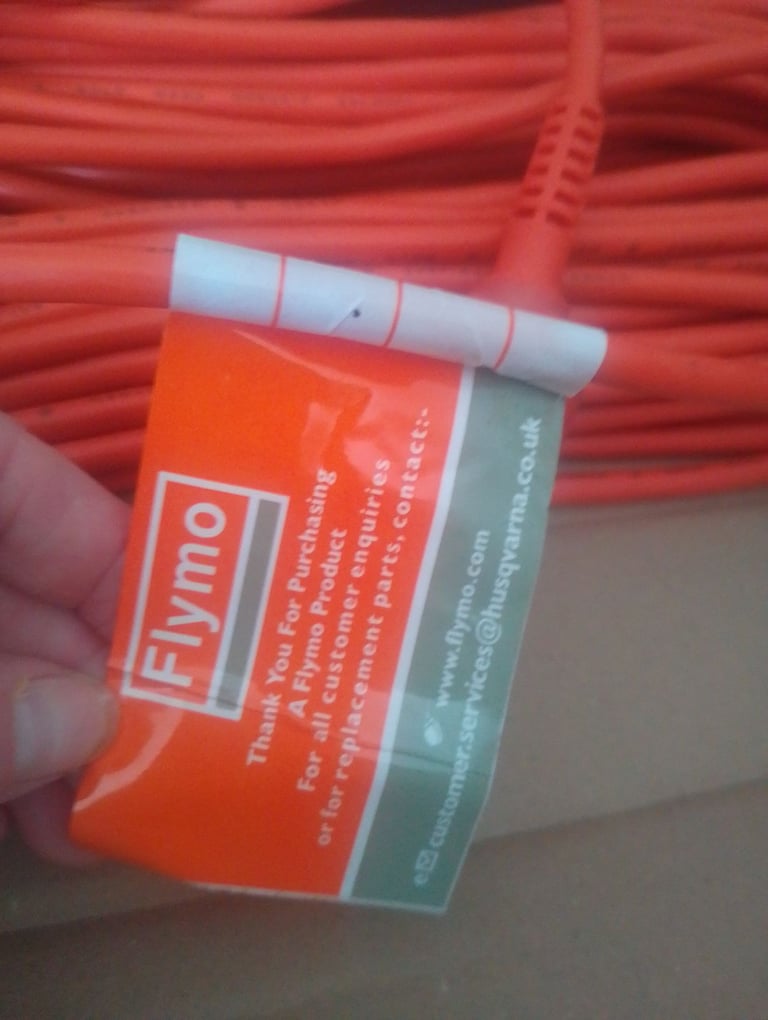 Flymo
Thank You For Purchasing
A Flymo Product
For all customer enquiries
or for replacement parts, contact:-
www.flymo.com
e customer.services@husqvarna.co.uk